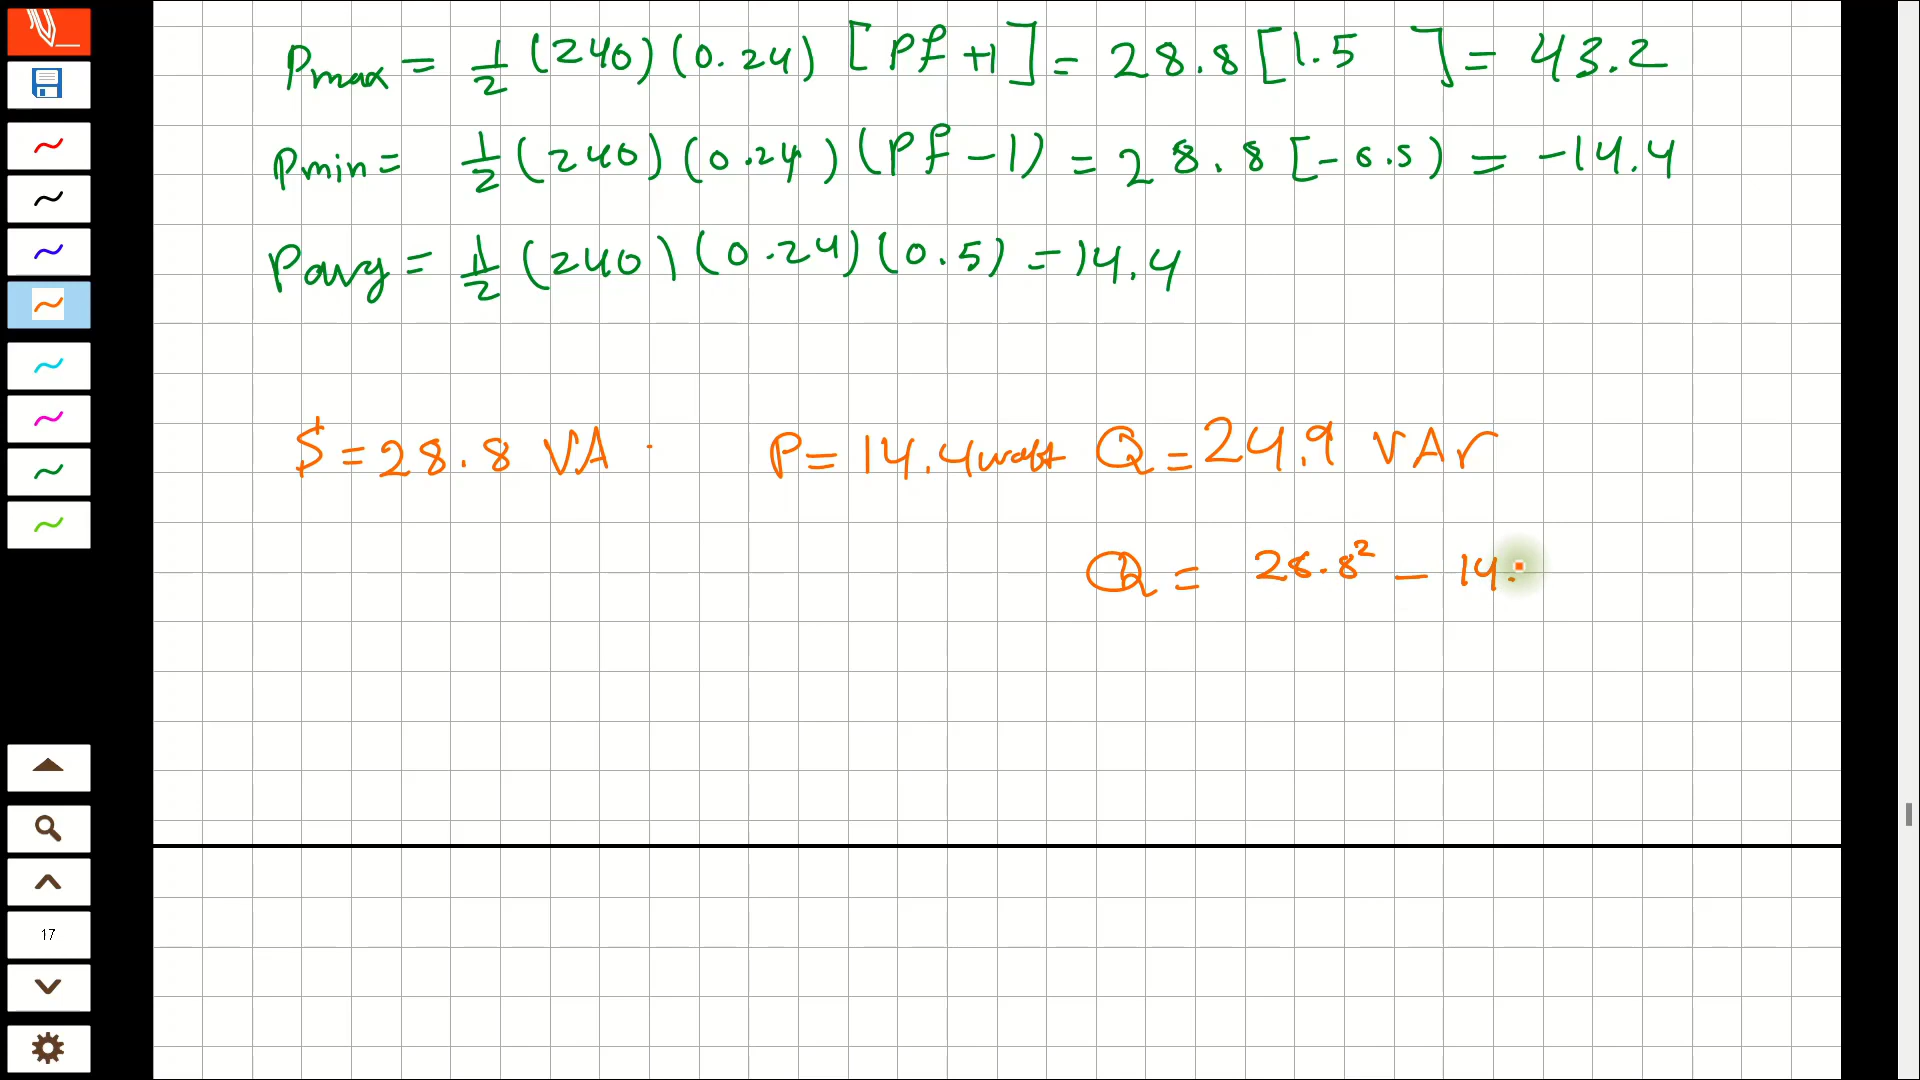 Pmax = 1/2 (240)(0.24) [Pf +1] = 28.8 [1.5 ] = 43.2
Pmin = 1/2 (240)(0.24)(Pf - 1) = 28.8 [-0.5) = -14.4
Pavg = 1/2 (240)(0.24)(0.5) = 14.4
S = 28.8 VA . P = 14.4 watt Q = 24.9 VAr
Q = 28.8² - 14.
17